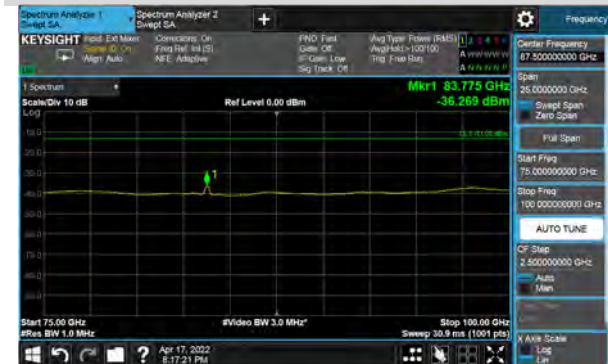 Spectrum Analyzer 1
Swept SA
Spectrum Analyzer 2
Swept SA
+
Frequency
KEYSIGHT
Input: Ext Mixer
Align: Auto
Corrections: On
Freq Ref: Int (S)
NFE: Adaptive
PNO: Fast
Gate: Off
IF Gain: Low
Sig Track: Off
Avg Type: Power (RMS)
Avg|Hold: >100/100
Trig: Free Run
Center Frequency
87.500000000 GHz
Span
25.0000000 GHz
Swept Span
Zero Span
Full Span
Start Freq
75.000000000 GHz
Stop Freq
100.000000000 GHz
AUTO TUNE
CF Step
2.500000000 GHz
Auto
Man
X Axis Scale
Log
Lin
1 Spectrum
Scale/Div 10 dB
Log
Ref Level 0.00 dBm
Mkr1 83.775 GHz
-36.269 dBm
1
Start 75.00 GHz
#Res BW 1.0 MHz
#Video BW 3.0 MHz*
Stop 100.00 GHz
Sweep 30.9 ms (1001 pts)
?
Apr 17, 2022
8:17:21 PM